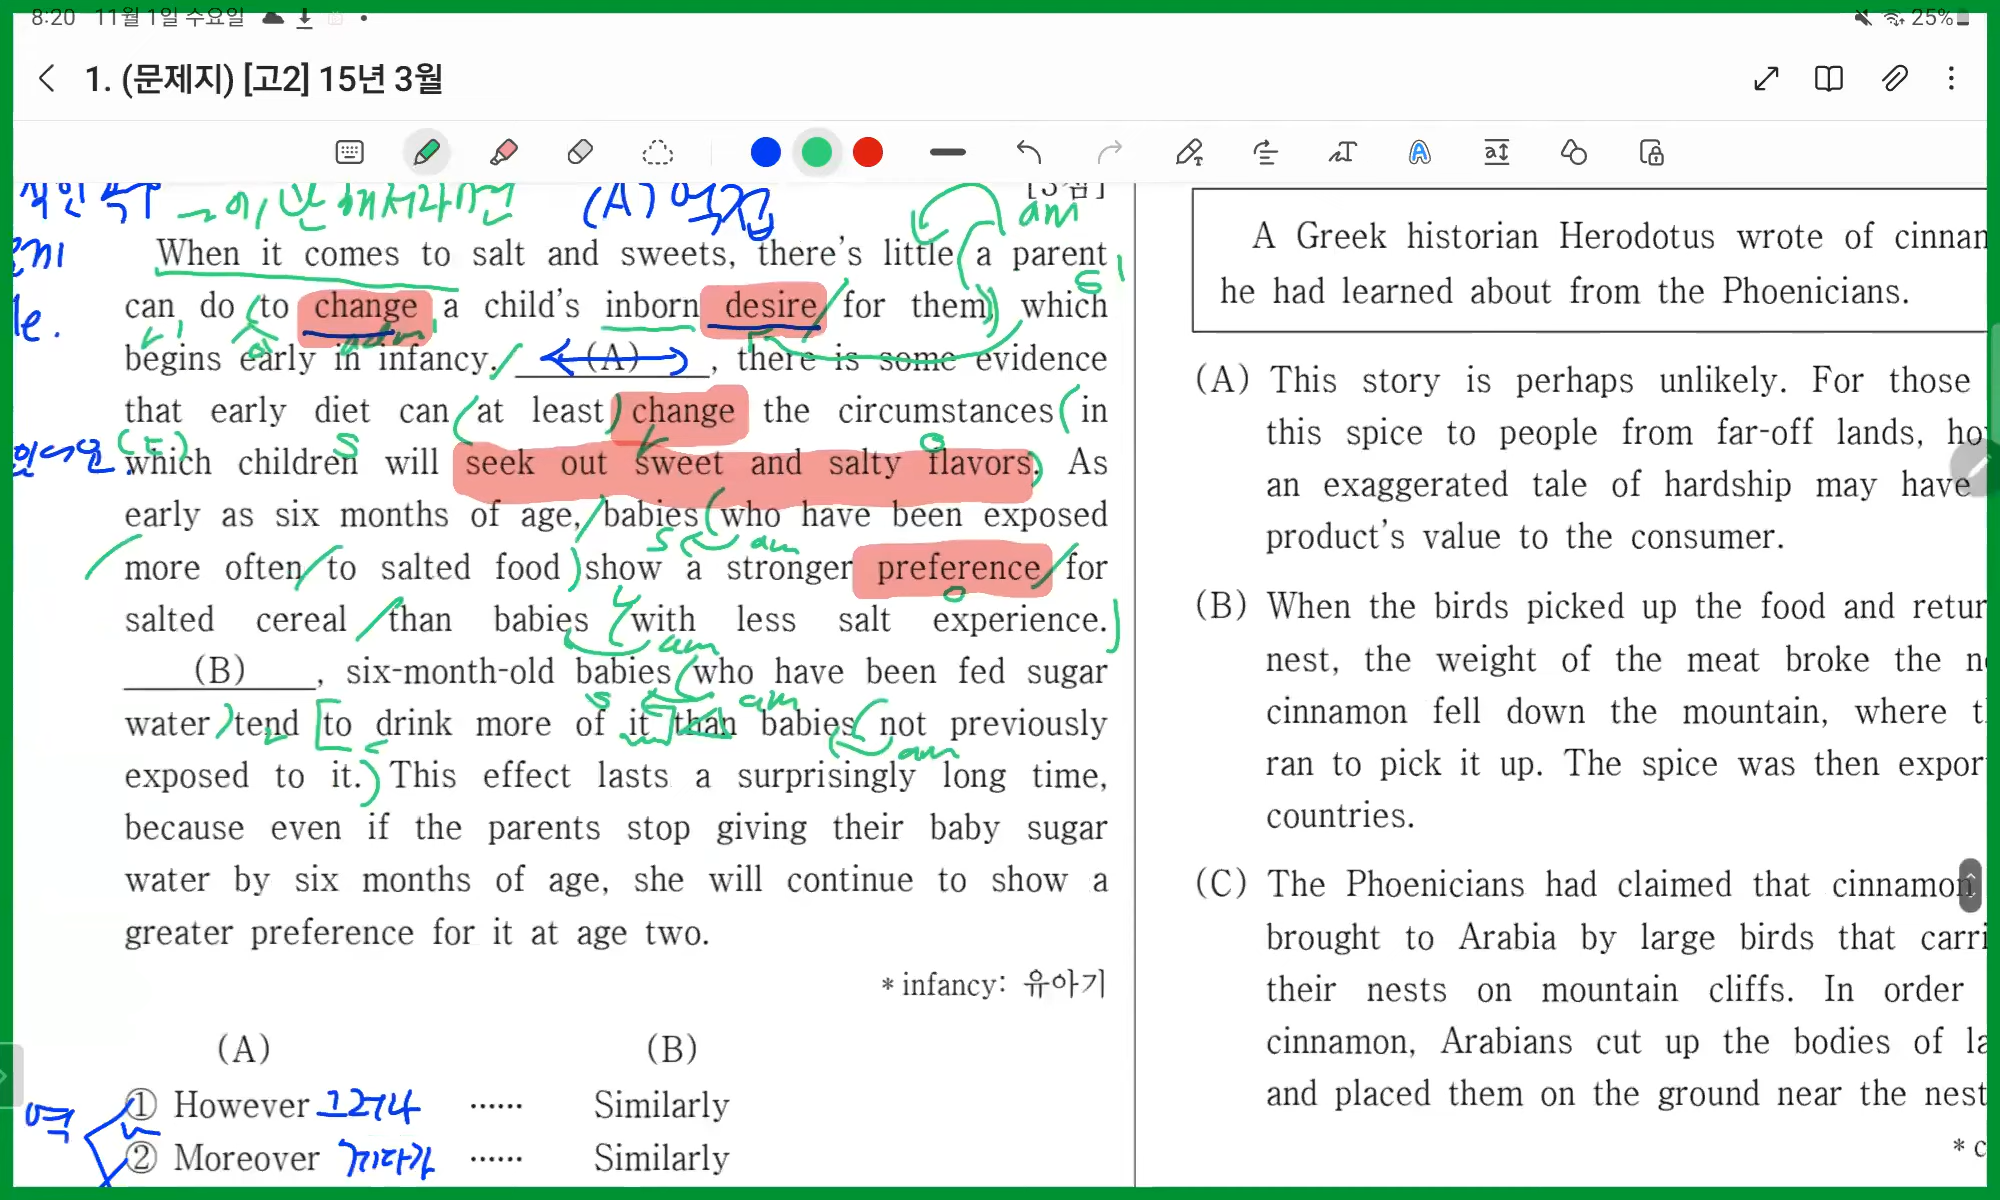 8:20 11월 1일 수요일
25%
1. (문제지) [고2] 15년 3월
→ 이 반해서라면
(A) 역접
[3점]
am
When it comes to salt and sweets, there's little a parent
can do to change a child's inborn desire for them, which
begins early in infancy. (A) , there is some evidence
that early diet can at least change the circumstances in
which children will seek out sweet and salty flavors. As
early as six months of age, babies who have been exposed
more often to salted food show a stronger preference for
salted cereal than babies with less salt experience.
(B) , six-month-old babies who have been fed sugar
water tend to drink more of it than babies not previously
exposed to it. This effect lasts a surprisingly long time,
because even if the parents stop giving their baby sugar
water by six months of age, she will continue to show a
greater preference for it at age two.
* infancy: 유아기
(A) (B)
역 ① However 그러나 ...... Similarly
② Moreover 게다가 ...... Similarly
A Greek historian Herodotus wrote of cinnan
he had learned about from the Phoenicians.
(A) This story is perhaps unlikely. For those
this spice to people from far-off lands, ho
an exaggerated tale of hardship may have
product's value to the consumer.
(B) When the birds picked up the food and retur
nest, the weight of the meat broke the n
cinnamon fell down the mountain, where t
ran to pick it up. The spice was then expor
countries.
(C) The Phoenicians had claimed that cinnamon
brought to Arabia by large birds that carri
their nests on mountain cliffs. In order
cinnamon, Arabians cut up the bodies of la
and placed them on the ground near the nest
* c